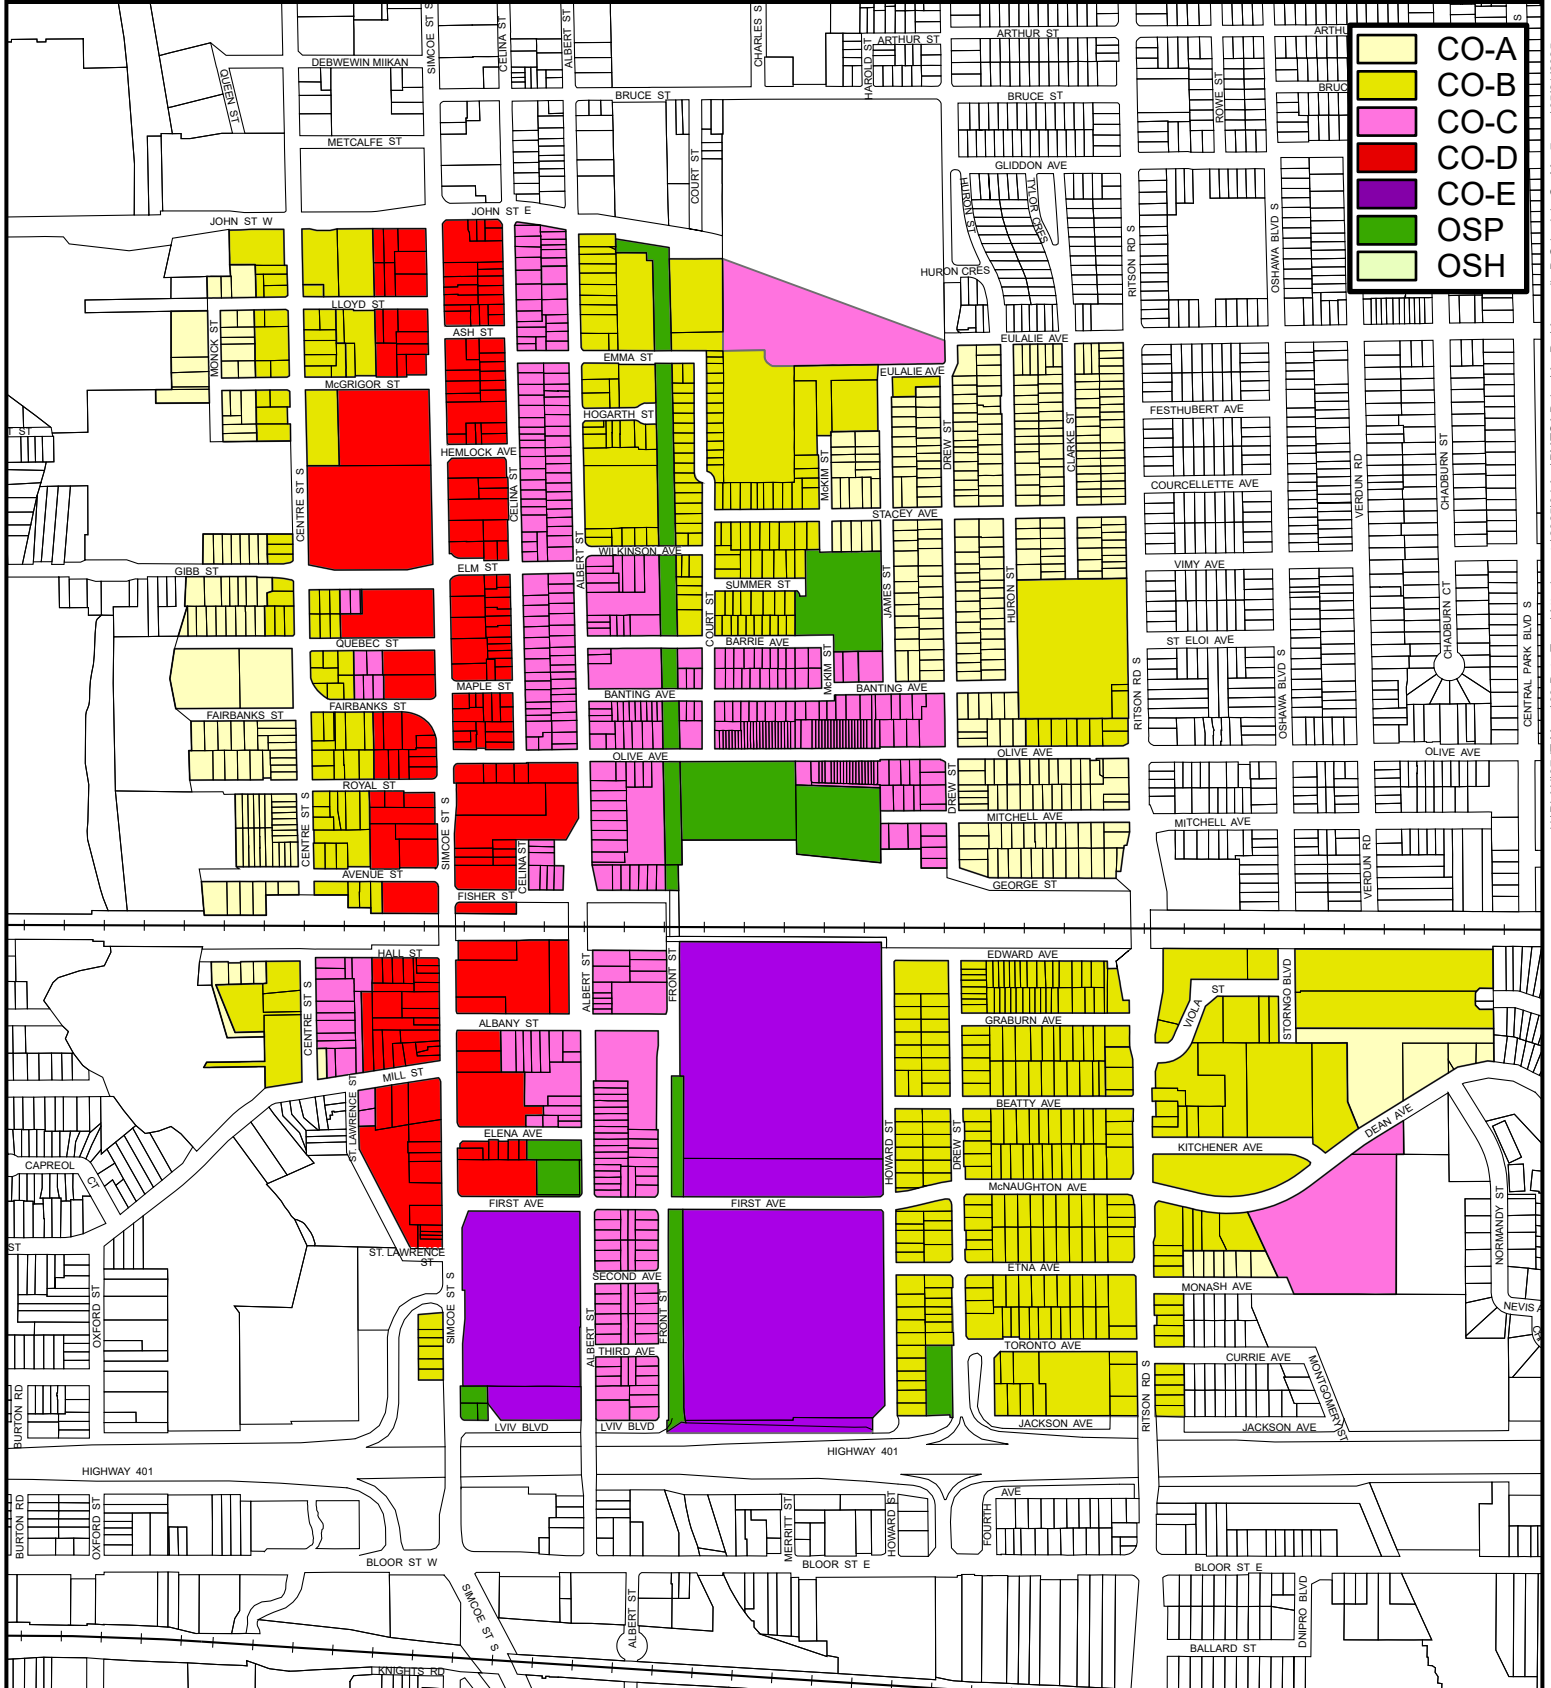 SIMCOE ST S
CELINA ST
ALBERT ST
CHARLES S
HAROLD ST
ARTHUR ST
ARTHUR ST
ARTHU
S
CO-A
CO-B
CO-C
CO-D
CO-E
OSP
OSH
DEBWEWIN MIIKAN
QUEEN ST
BRUCE ST
BRUCE ST
ROWE ST
BRUC
METCALFE ST
COURT ST
GLIDDON AVE
HURON ST
TYLOR CRES
JOHN ST W
JOHN ST E
RITSON RD S
OSHAWA BLVD S
HURON CRES
LLOYD ST
MONCK ST
ASH ST
EULALIE AVE
EMMA ST
EULALIE AVE
McGRIGOR ST
HOGARTH ST
FESTHUBERT AVE
T ST
HEMLOCK AVE
DREW ST
CLARKE ST
CHADBURN ST
CENTRE ST S
CELINA ST
McKIM ST
COURCELLETTE AVE
VERDUN RD
STACEY AVE
ALBERT ST
WILKINSON AVE
GIBB ST
ELM ST
VIMY AVE
SUMMER ST
JAMES ST
HURON ST
COURT ST
CHADBURN CT
QUEBEC ST
BARRIE AVE
ST ELOI AVE
CENTRAL PARK BLVD S
MAPLE ST
McKIM ST
BANTING AVE
BANTING AVE
RITSON RD S
OSHAWA BLVD S
FAIRBANKS ST
FAIRBANKS ST
OLIVE AVE
OLIVE AVE
OLIVE AVE
ROYAL ST
DREW ST
CENTRE ST S
SIMCOE ST S
MITCHELL AVE
MITCHELL AVE
CELINA ST
VERDUN RD
AVENUE ST
FISHER ST
GEORGE ST
HALL ST
EDWARD AVE
FRONT ST
ALBERT ST
CENTRE ST S
VIOLA
ST
STORNGO BLVD
ALBANY ST
GRABURN AVE
MILL ST
BEATTY AVE
ST. LAWRENCE ST
DEAN AVE
ELENA AVE
HOWARD ST
DREW ST
KITCHENER AVE
CAPREOL
CT
McNAUGHTON AVE
FIRST AVE
FIRST AVE
NORMANDY ST
ST
ST. LAWRENCE
ST
SECOND AVE
ETNA AVE
MONASH AVE
OXFORD ST
SIMCOE ST S
ALBERT ST
FRONT ST
NEVIS A
THIRD AVE
TORONTO AVE
CURRIE AVE
MONTGOMERY ST
BURTON RD
RITSON RD S
LVIV BLVD
LVIV BLVD
JACKSON AVE
JACKSON AVE
HIGHWAY 401
HIGHWAY 401
AVE
BURTON RD
OXFORD ST
MERRITT ST
HOWARD ST
FOURTH
BLOOR ST W
BLOOR ST E
BLOOR ST E
SIMCOE ST S
ALBERT ST
DNIPRO BLVD
BALLARD ST
KNIGHTS RD